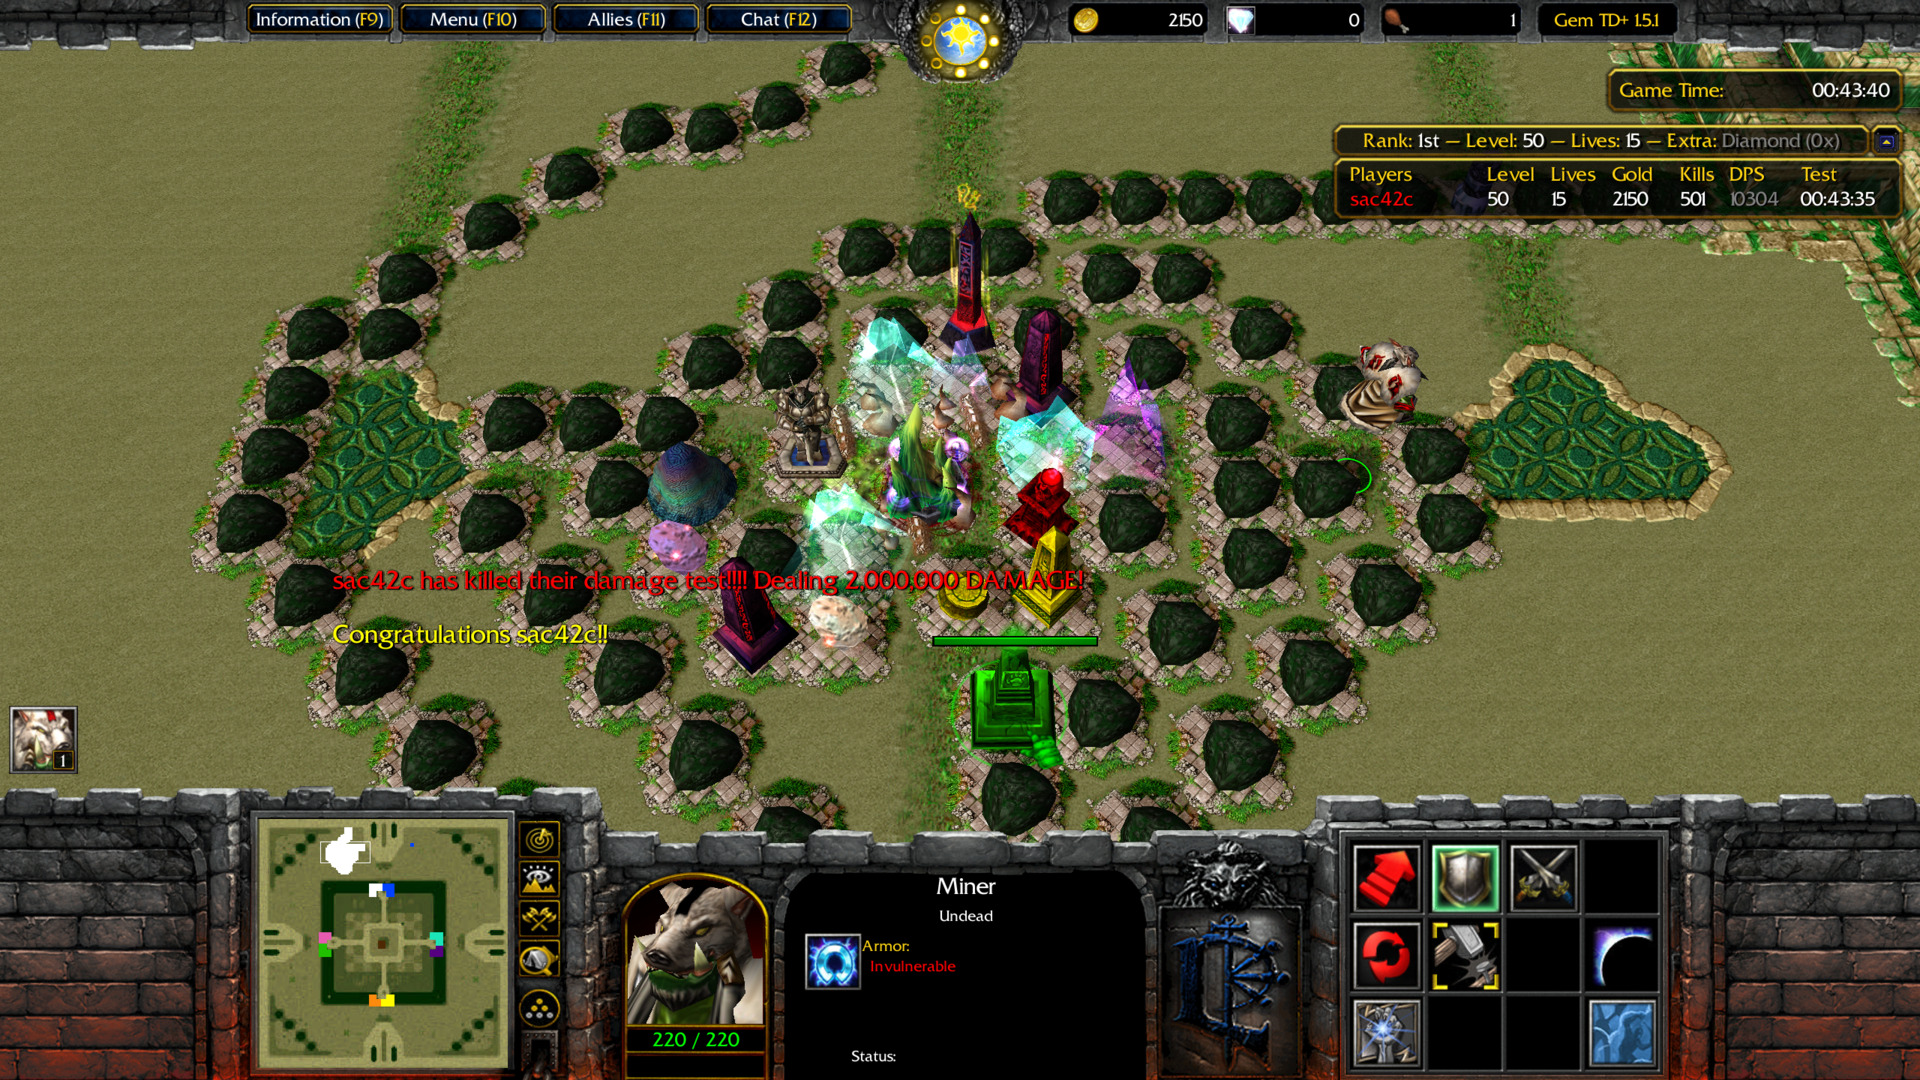 Information (F9)
Menu (F10)
Allies (F11)
Chat (F12)
2150
0
1
Gem TD+ 1.5.1
Game Time: 00:43:40
Rank: 1st — Level: 50 — Lives: 15 — Extra: Diamond (0x)
Players Level Lives Gold Kills DPS Test
sac42c 50 15 2150 501 10304 00:43:35
sac42c has killed their damage test!!!! Dealing 2,000,000 DAMAGE!
Congratulations sac42c!!
1
Miner
Undead
Armor:
Invulnerable
220 / 220
Status: